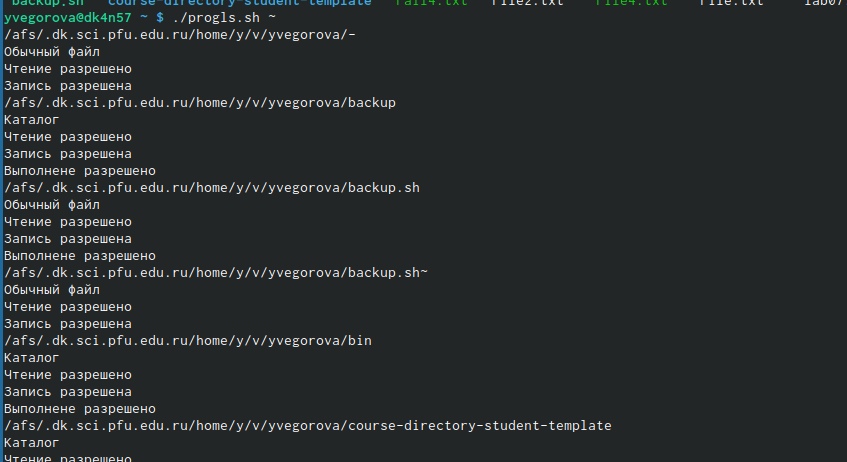 backup.sh course-directory-student-template fail4.txt file2.txt file4.txt file.txt lab07
yvegorova@dk4n57 ~ $ ./progls.sh ~
/afs/.dk.sci.pfu.edu.ru/home/y/v/yvegorova/-
Обычный файл
Чтение разрешено
Запись разрешена
/afs/.dk.sci.pfu.edu.ru/home/y/v/yvegorova/backup
Каталог
Чтение разрешено
Запись разрешена
Выполнене разрешено
/afs/.dk.sci.pfu.edu.ru/home/y/v/yvegorova/backup.sh
Обычный файл
Чтение разрешено
Запись разрешена
Выполнене разрешено
/afs/.dk.sci.pfu.edu.ru/home/y/v/yvegorova/backup.sh~
Обычный файл
Чтение разрешено
Запись разрешена
/afs/.dk.sci.pfu.edu.ru/home/y/v/yvegorova/bin
Каталог
Чтение разрешено
Запись разрешена
Выполнене разрешено
/afs/.dk.sci.pfu.edu.ru/home/y/v/yvegorova/course-directory-student-template
Каталог
Чтение разрешено